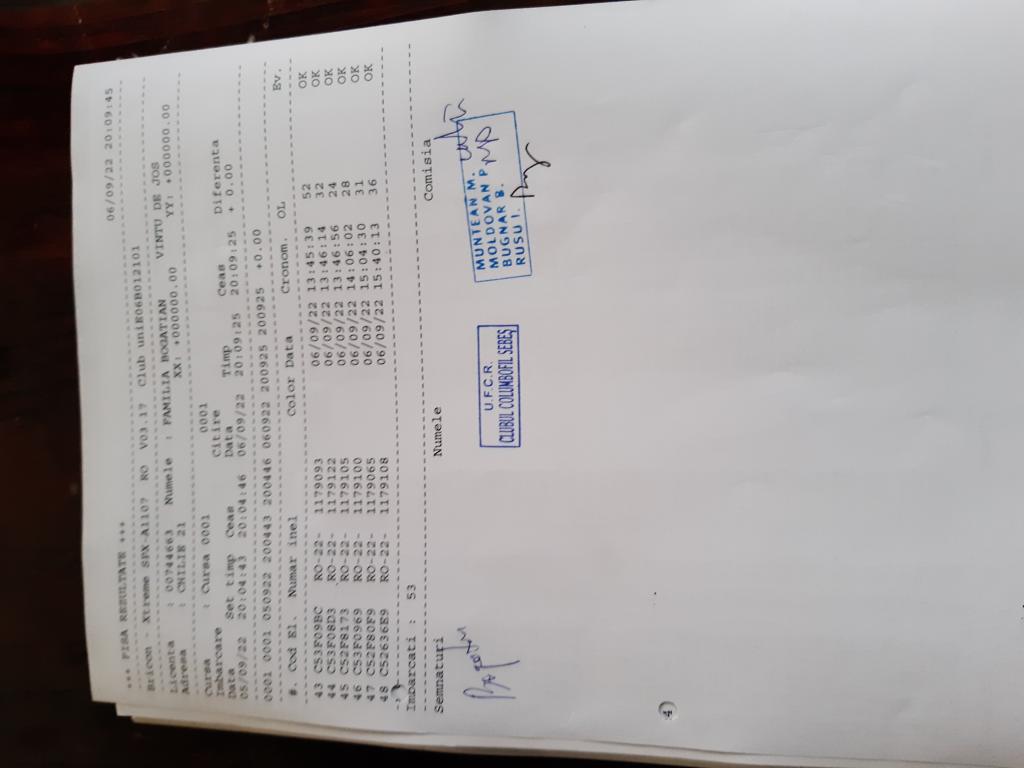 *** FISA REZULTATE *** 06/09/22 20:09:45
Bricon - Xtreme SPX-A1107 RO V03.17 Club uniE06B012101
Licenta : 00744663 Numele : FAMILIA BOGATIAN VINTU DE JOS
Adresa : CNILIE 21 XX: +000000.00 YY: +000000.00
Cursa : Cursa 0001 0001
Imbarcare Citire
Data Set timp Ceas Data Timp Ceas Diferenta
05/09/22 20:04:43 20:04:46 06/09/22 20:09:25 20:09:25 + 0.00
0001 0001 050922 200443 200446 060922 200925 200925 +0.00
#. Cod El. Numar inel Color Data Cronom. OL Ev.
43 C53F09BC RO-22- 1179093 06/09/22 13:45:39 52 OK
44 C53F08D3 RO-22- 1179122 06/09/22 13:46:14 32 OK
45 C52F8173 RO-22- 1179105 06/09/22 13:46:56 24 OK
46 C53F0969 RO-22- 1179100 06/09/22 14:06:02 28 OK
47 C52F80F9 RO-22- 1179065 06/09/22 15:04:30 31 OK
48 C52636E9 RO-22- 1179108 06/09/22 15:40:13 36 OK
Imbarcati : 53
Semnaturi Numele Comisia
U.F.C.R.
CLUBUL COLUMBOFIL SEBEȘ
MUNTEAN M.
MOLDOVAN P.
BUGNAR B.
RUSU I.
4